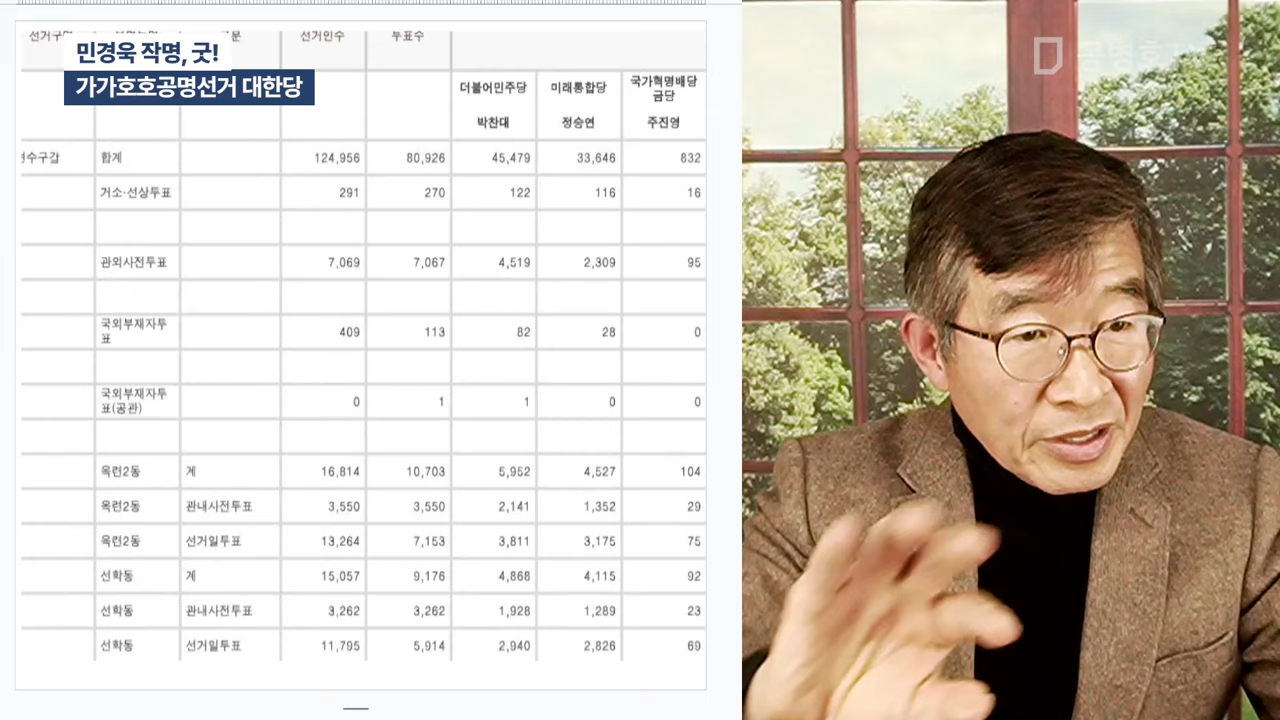 민경욱 작명, 굿!
가가호호공명선거 대한당
선거인수 투표수
더불어민주당 미래통합당 국가혁명배당
금당
박찬대 정승연 주진영
연수구갑 합계 124,956 80,926 45,479 33,646 832
거소·선상투표 291 270 122 116 16
관외사전투표 7,069 7,067 4,519 2,309 95
국외부재자투
표 409 113 82 28 0
국외부재자투
표(공관) 0 1 1 0 0
옥련2동 계 16,814 10,703 5,952 4,527 104
옥련2동 관내사전투표 3,550 3,550 2,141 1,352 29
옥련2동 선거일투표 13,264 7,153 3,811 3,175 75
선학동 계 15,057 9,176 4,868 4,115 92
선학동 관내사전투표 3,262 3,262 1,928 1,289 23
선학동 선거일투표 11,795 5,914 2,940 2,826 69